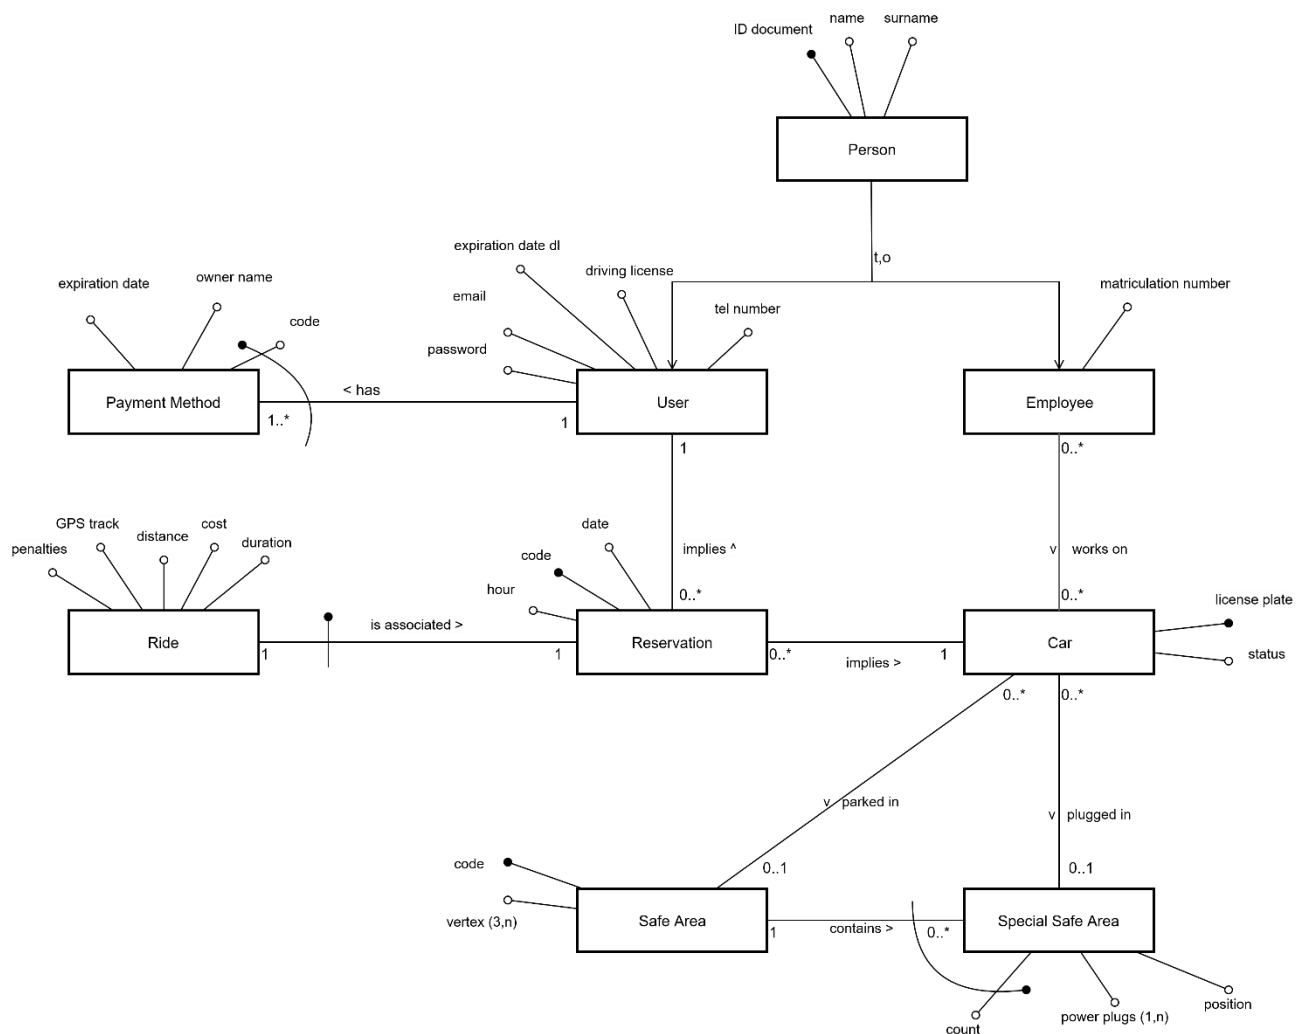 name
surname
ID document
Person
t,o
expiration date dl
driving license
email
tel number
password
matriculation number
expiration date
owner name
code
Payment Method
< has
1..*
1
User
Employee
1
0..*
implies ^
0..*
v works on
0..*
GPS track
cost
distance
penalties
duration
date
code
hour
license plate
status
Ride
is associated >
1
1
Reservation
0..*
implies >
1
Car
0..*
0..*
v parked in
v plugged in
0..1
0..1
code
vertex (3,n)
Safe Area
1
contains >
0..*
Special Safe Area
position
power plugs (1,n)
count